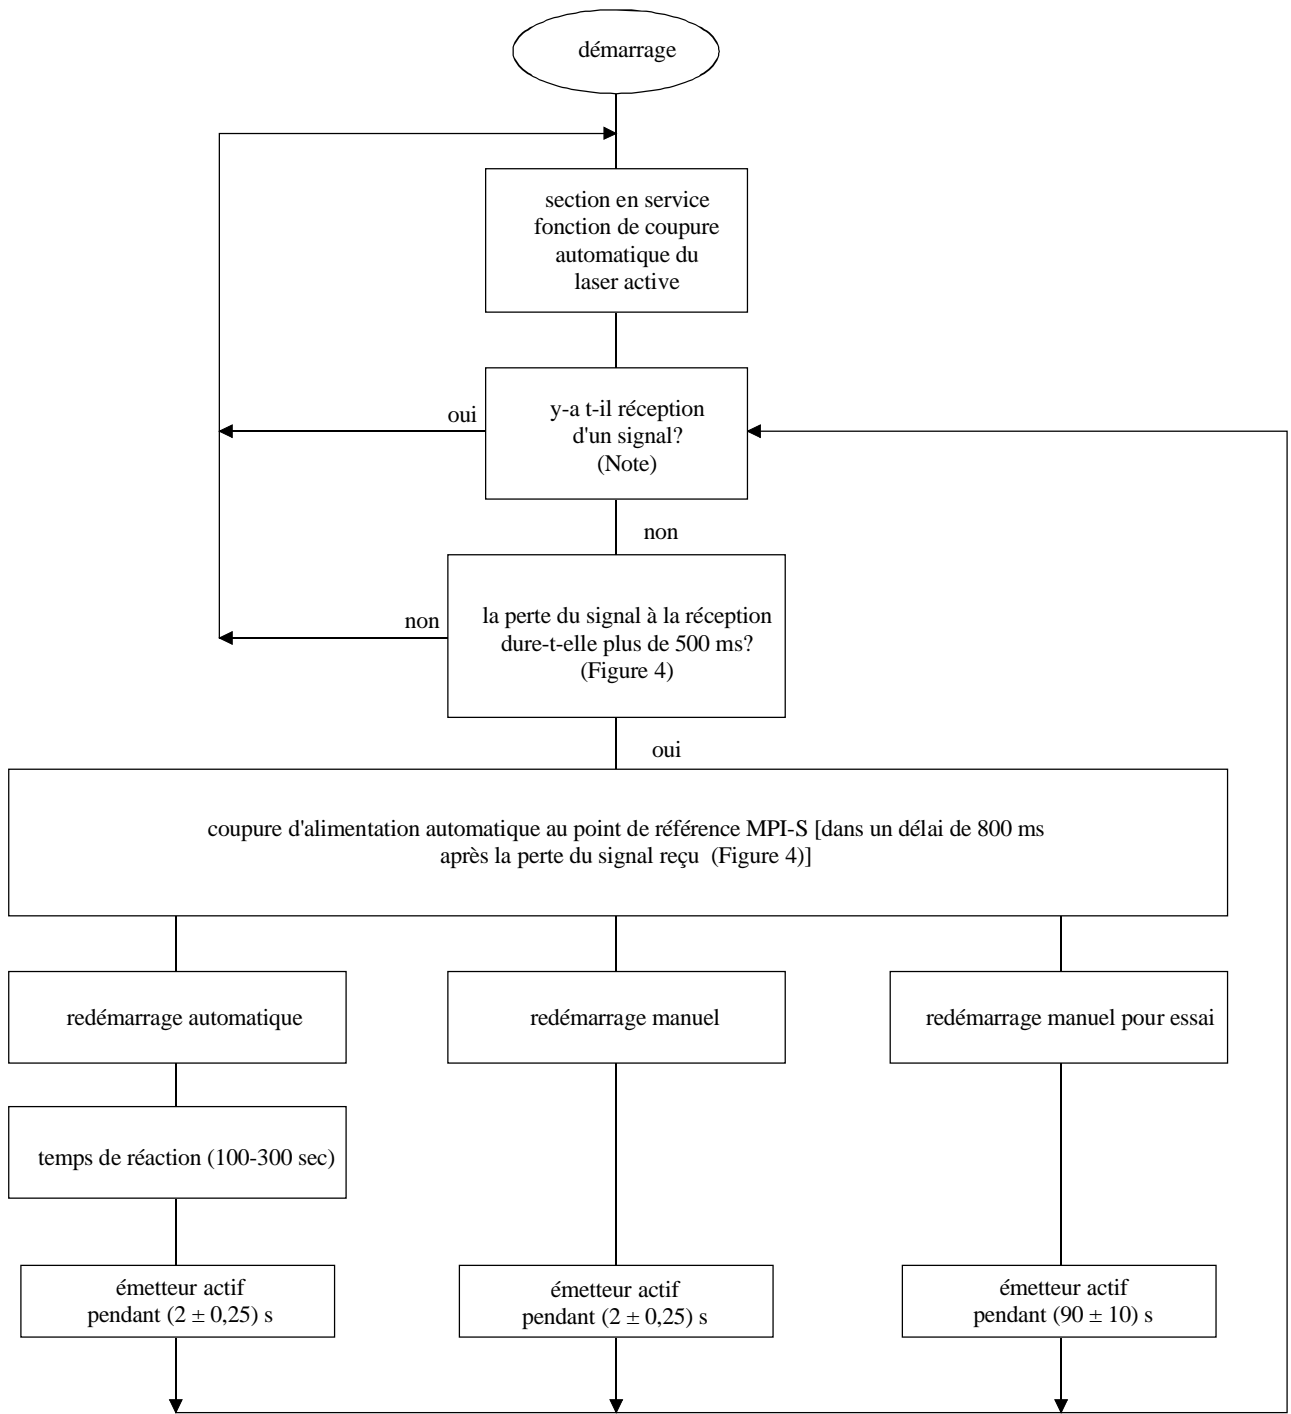 démarrage
section en service
fonction de coupure
automatique du
laser active
oui
y-a t-il réception
d'un signal?
(Note)
non
non
la perte du signal à la réception
dure-t-elle plus de 500 ms?
(Figure 4)
oui
coupure d'alimentation automatique au point de référence MPI-S [dans un délai de 800 ms
après la perte du signal reçu (Figure 4)]
redémarrage automatique
redémarrage manuel
redémarrage manuel pour essai
temps de réaction (100-300 sec)
émetteur actif
pendant (2 ± 0,25) s
émetteur actif
pendant (2 ± 0,25) s
émetteur actif
pendant (90 ± 10) s